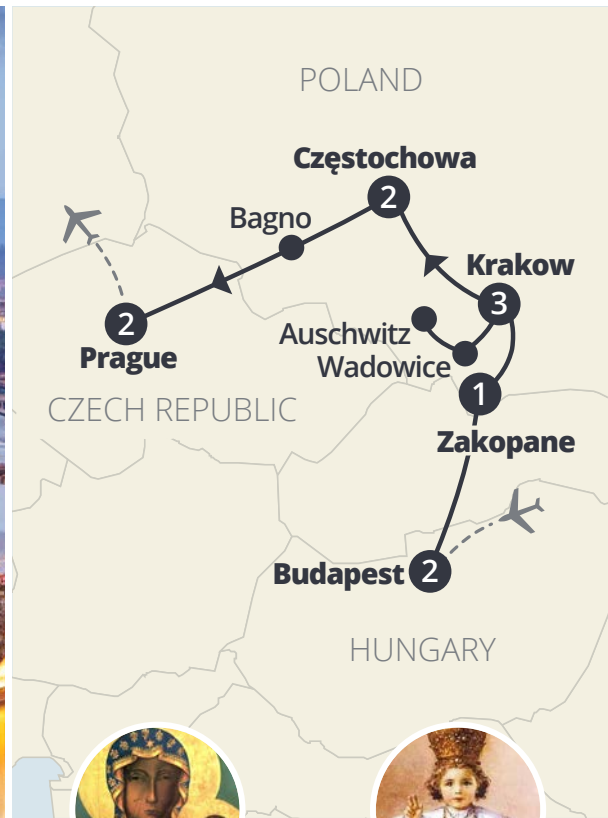 POLAND
Częstochowa
2
Bagno
Krakow
3
2
Prague
Auschwitz
Wadowice
1
CZECH REPUBLIC
Zakopane
Budapest 2
HUNGARY